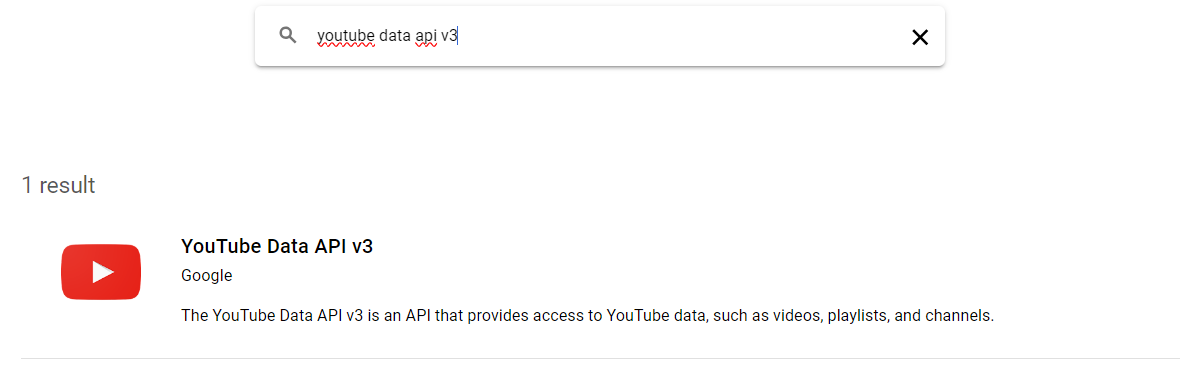 youtube data api v3
1 result
YouTube Data API v3
Google
The YouTube Data API v3 is an API that provides access to YouTube data, such as videos, playlists, and channels.